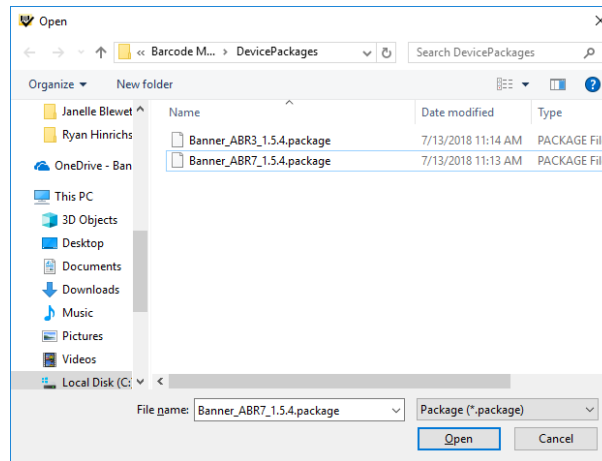 Open
« Barcode M... > DevicePackages
Search DevicePackages
Organize
New folder
Janelle Blewet
Ryan Hinrichs
OneDrive - Ban
This PC
3D Objects
Desktop
Documents
Downloads
Music
Pictures
Videos
Local Disk (C:
Name Date modified Type
Banner_ABR3_1.5.4.package 7/13/2018 11:14 AM PACKAGE Fil
Banner_ABR7_1.5.4.package 7/13/2018 11:13 AM PACKAGE Fil
File name: Banner_ABR7_1.5.4.package
Package (*.package)
Open
Cancel